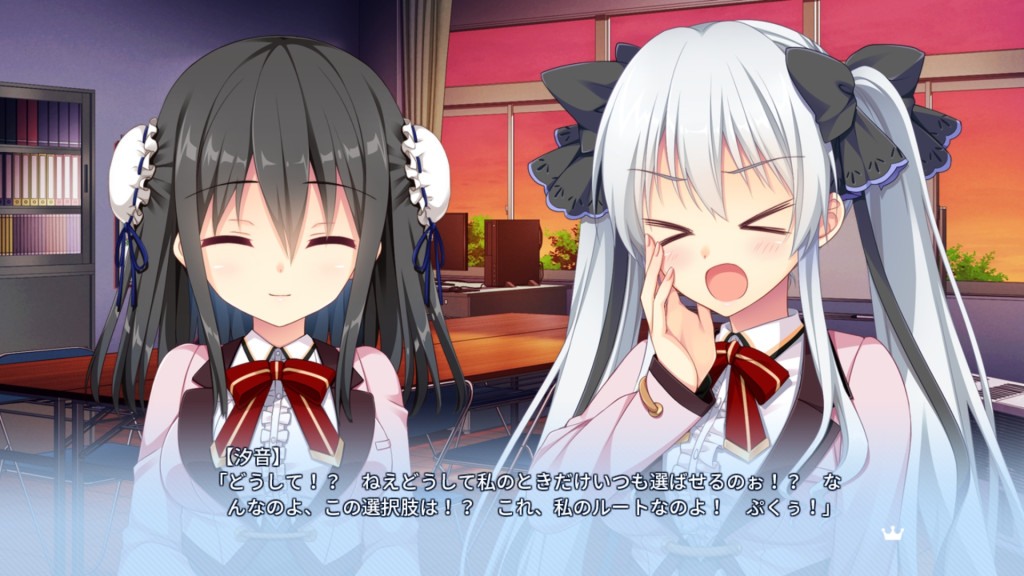 【汐音】
「どうして！？　ねえどうして私のときだけいつも選ばせるのぉ！？　な
んなのよ、この選択肢は！？　これ、私のルートなのよ！　ぷくぅ！」